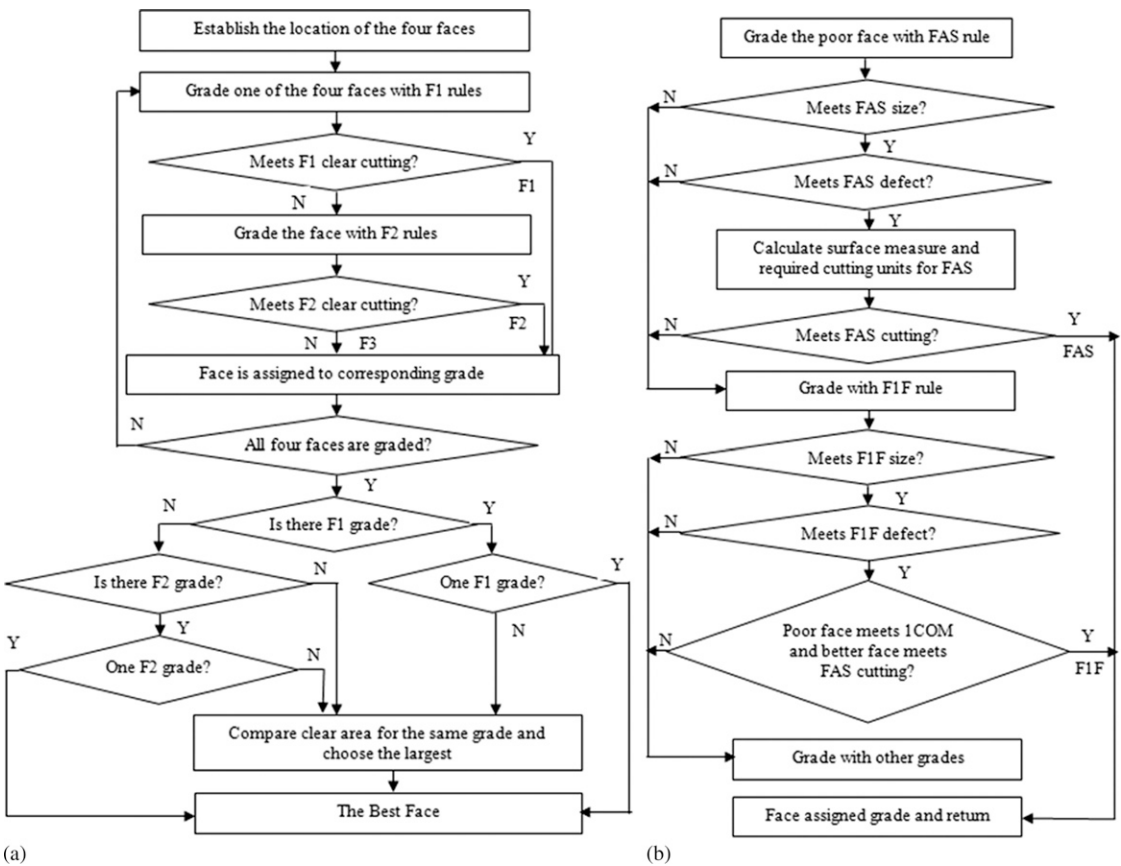 Establish the location of the four faces
Grade one of the four faces with F1 rules
Y
Meets F1 clear cutting?
F1
N
Grade the face with F2 rules
Y
Meets F2 clear cutting?
F2
N
F3
Face is assigned to corresponding grade
N
All four faces are graded?
Y
N
Is there F1 grade?
Y
Is there F2 grade?
N
One F1 grade?
Y
Y
Y
N
One F2 grade?
N
Compare clear area for the same grade and
choose the largest
The Best Face
(a)
Grade the poor face with FAS rule
N
Meets FAS size?
Y
N
Meets FAS defect?
Y
Calculate surface measure and
required cutting units for FAS
N
Meets FAS cutting?
Y
FAS
Grade with F1F rule
N
Meets F1F size?
Y
N
Meets F1F defect?
Y
N
Poor face meets 1COM
and better face meets
FAS cutting?
Y
F1F
Grade with other grades
Face assigned grade and return
(b)